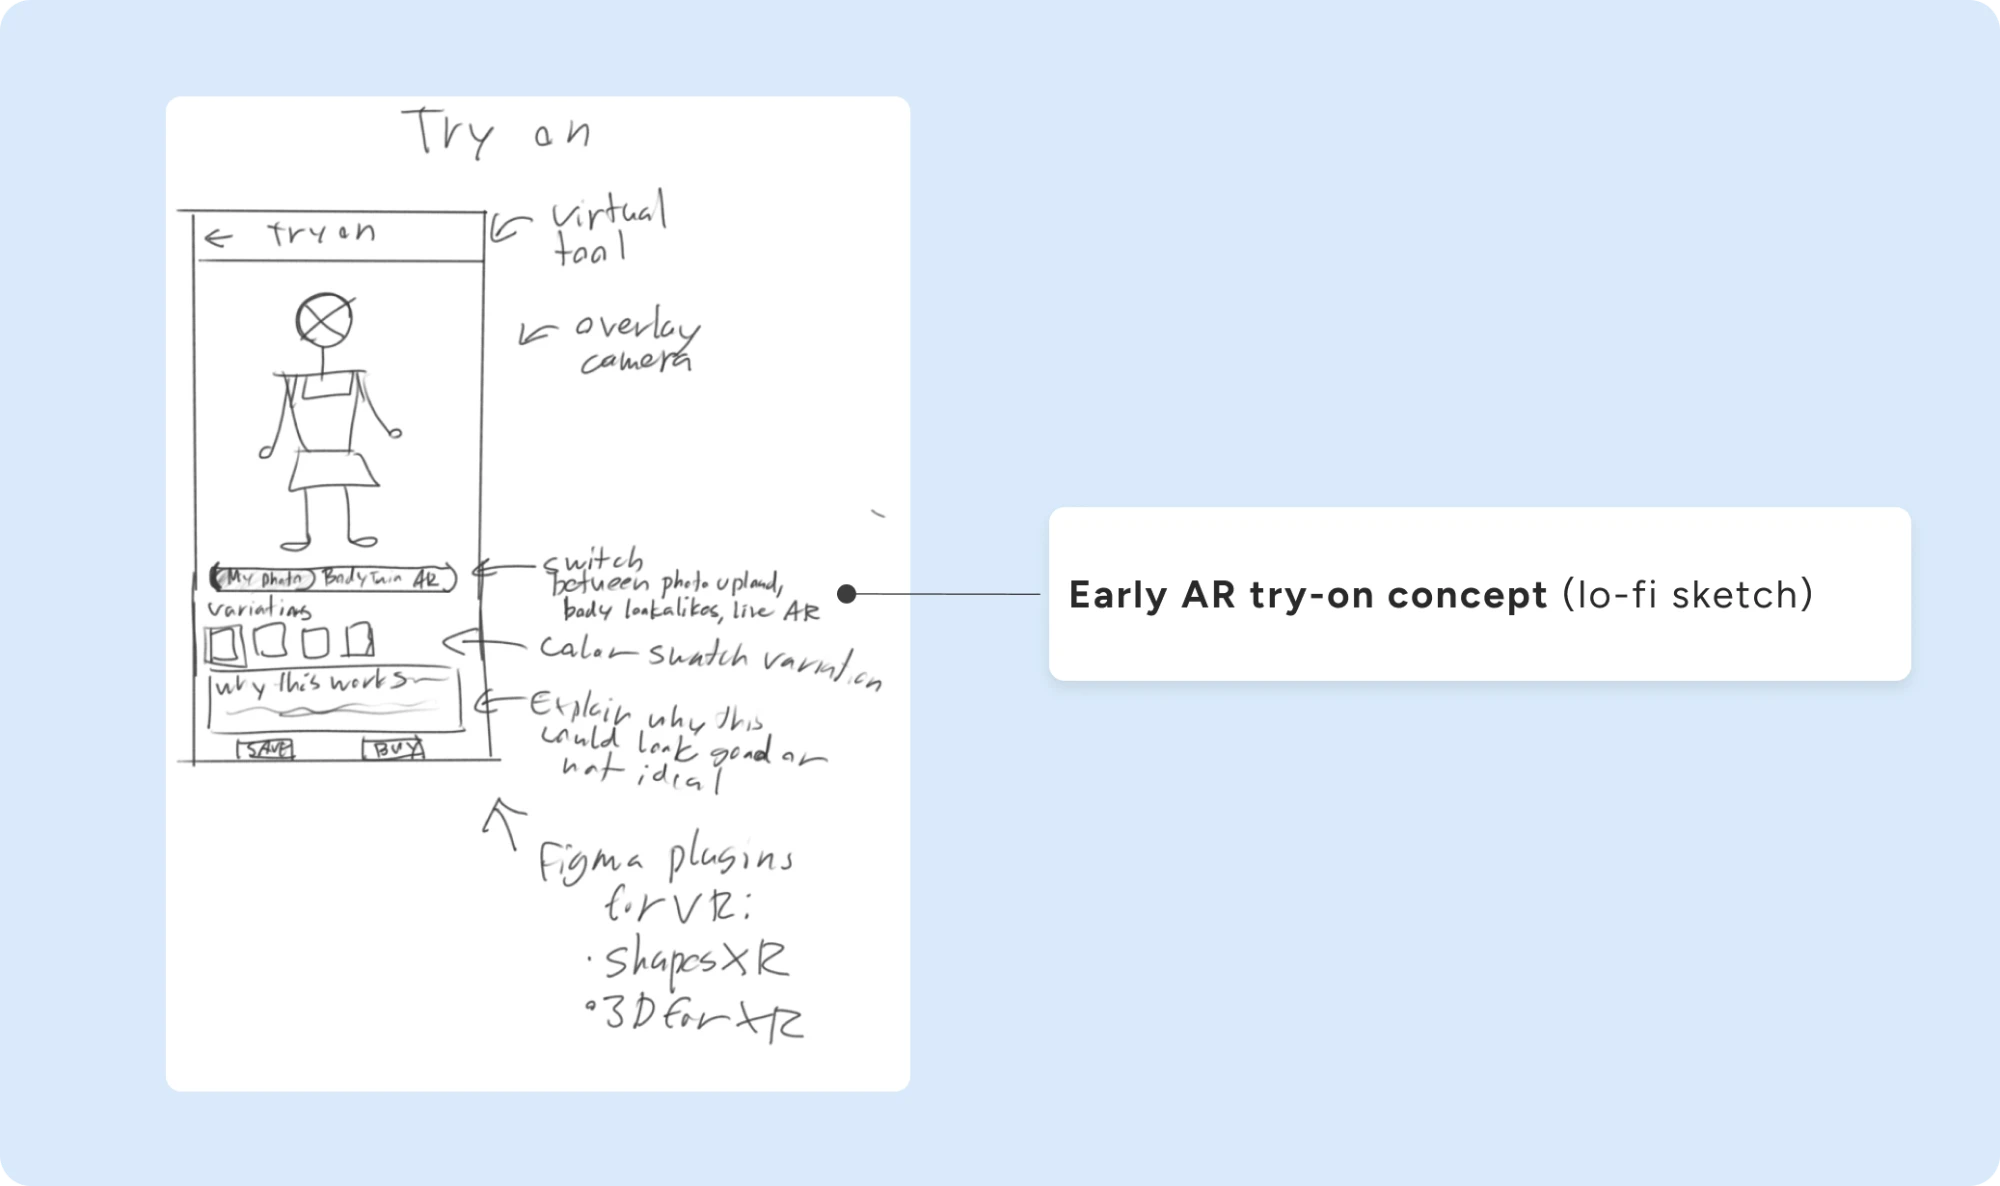 Try on
← try on
virtual
tool
overlay
camera
My photo Body Twin AR
switch
between photo upload,
body lookalikes, live AR
variations
color swatch variation
why this works
Explain why this
could look good or
not ideal
SAVE BUY
Figma plugins
for VR:
· ShapesXR
• 3D for XR
Early AR try-on concept (lo-fi sketch)